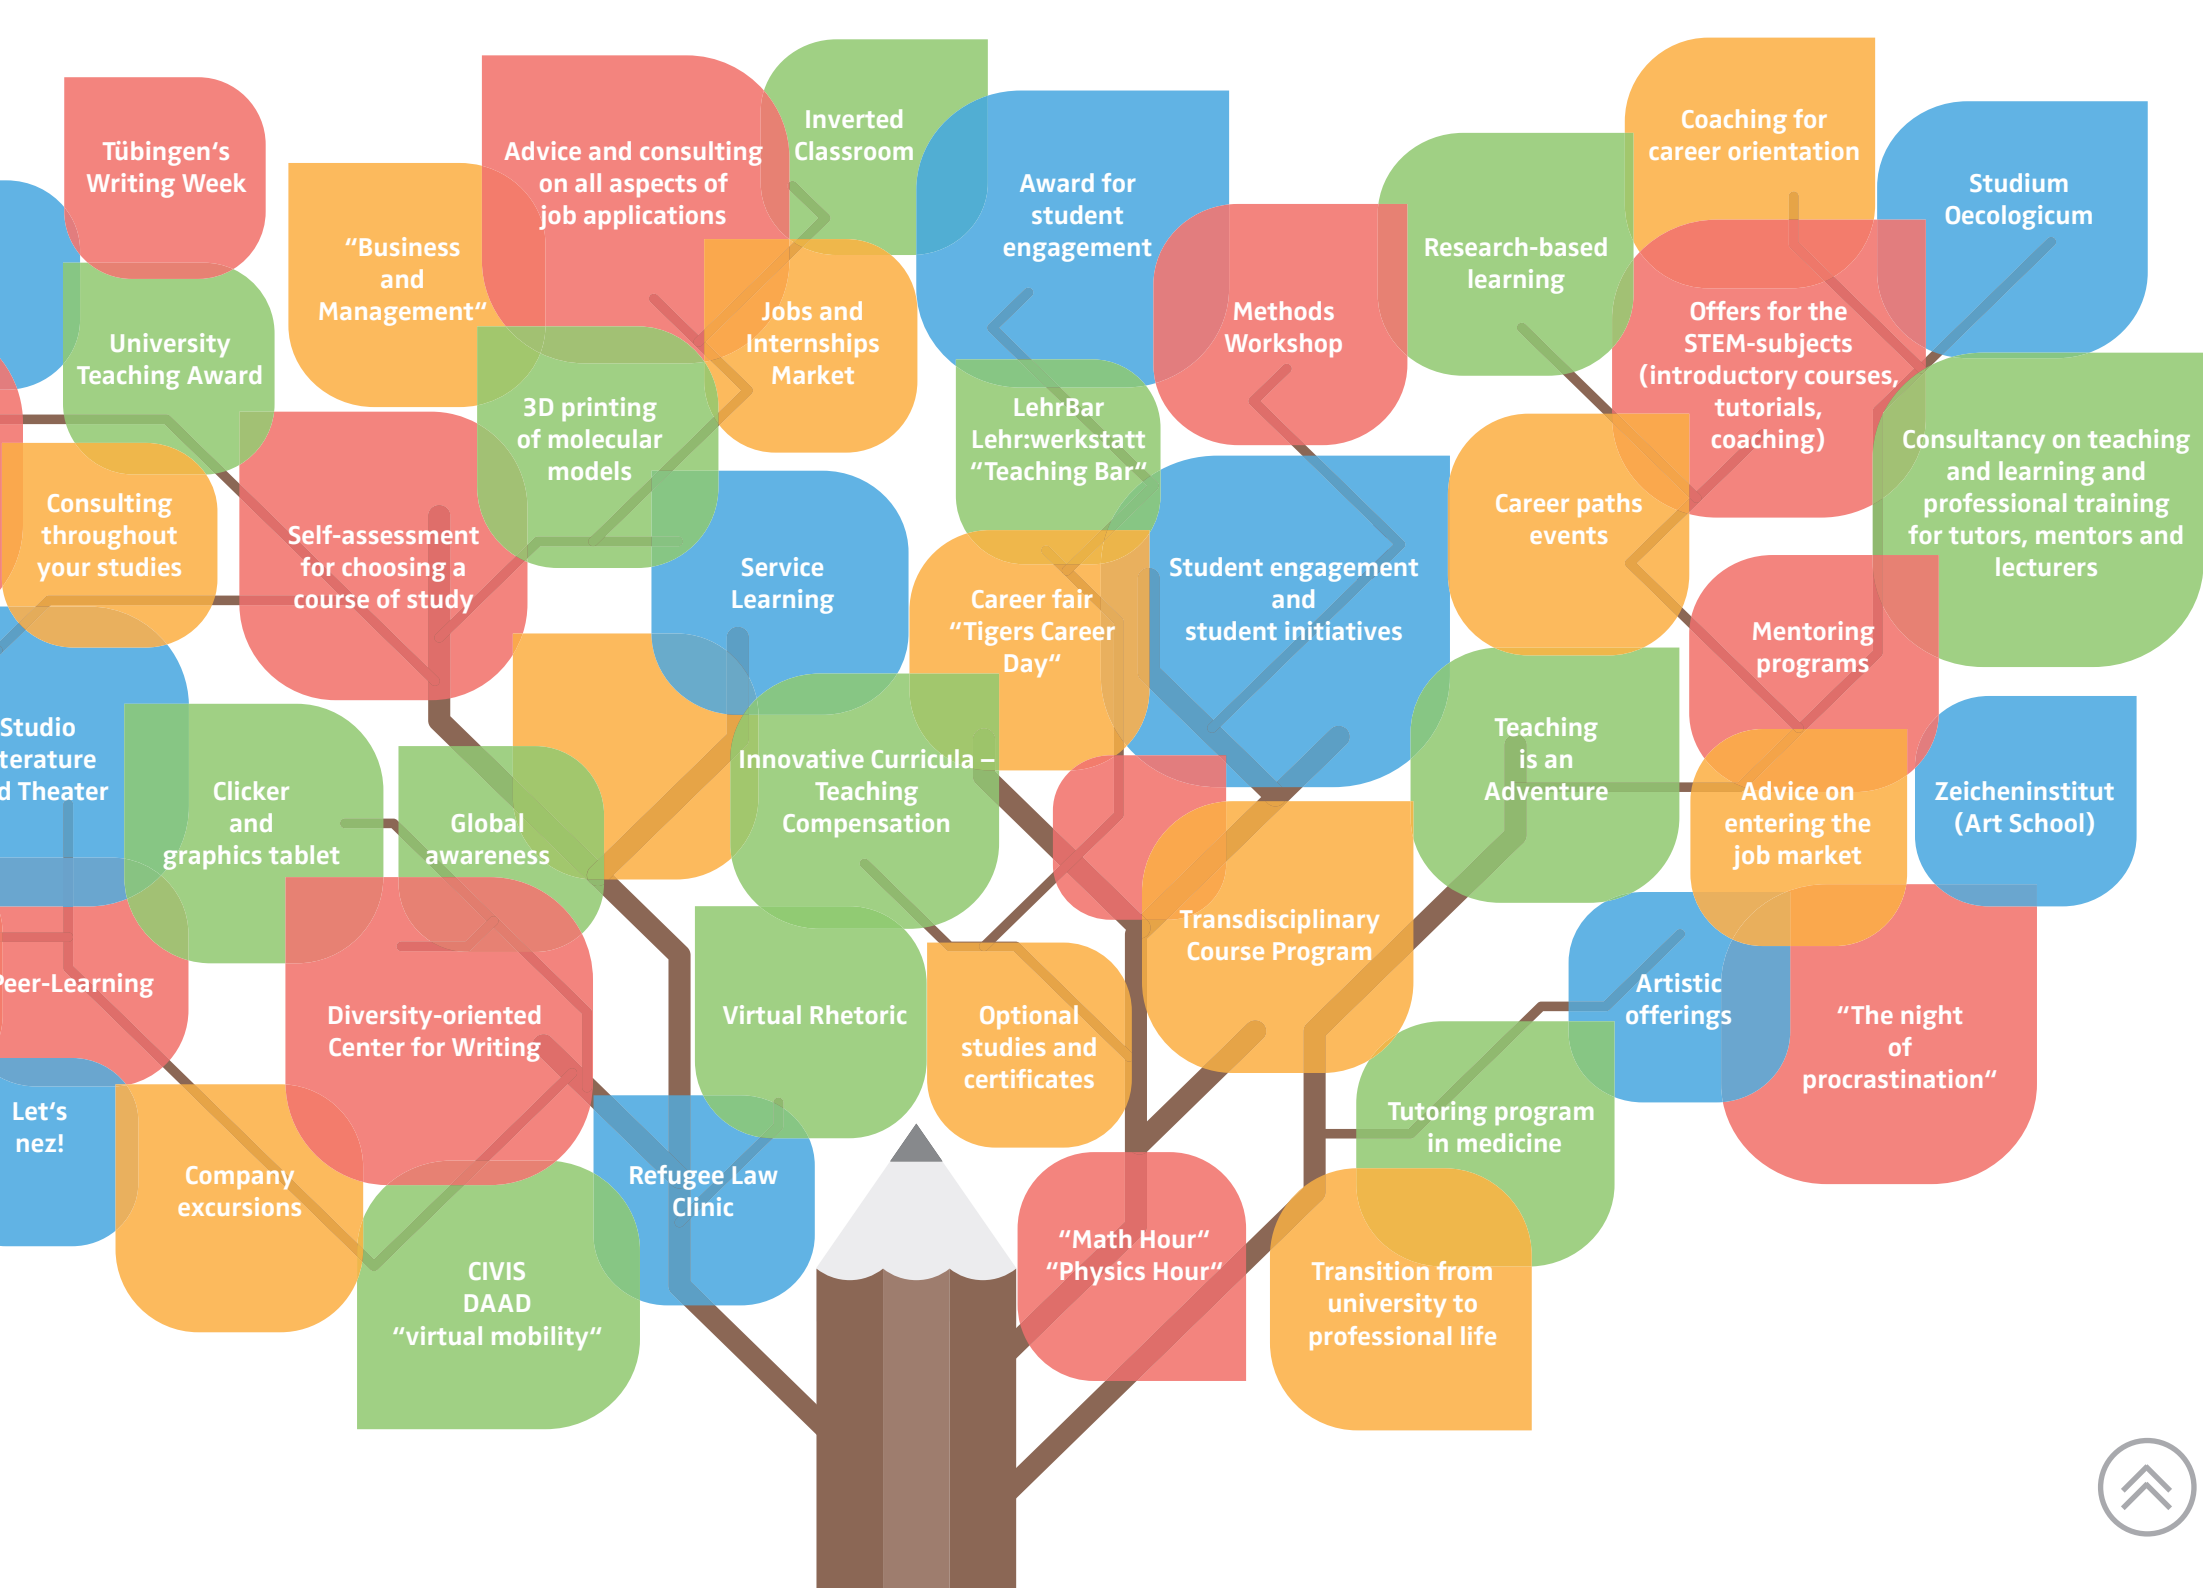 Tübingen‘s
Writing Week
“Business
and
Management“
Advice and consulting
on all aspects of
job applications
Inverted
Classroom
Award for
student
engagement
Methods
Workshop
Research-based
learning
Coaching for
career orientation
Studium
Oecologicum
University
Teaching Award
Jobs and
Internships
Market
Offers for the
STEM-subjects
(introductory courses,
tutorials,
coaching)
3D printing
of molecular
models
LehrBar
Lehr:werkstatt
“Teaching Bar“
Consultancy on teaching
and learning and
professional training
for tutors, mentors and
lecturers
Consulting
throughout
your studies
Self-assessment
for choosing a
course of study
Service
Learning
Career fair
“Tigers Career
Day“
Student engagement
and
student initiatives
Career paths
events
Mentoring
programs
Studio
terature
d Theater
Clicker
and
graphics tablet
Global
awareness
Innovative Curricula –
Teaching
Compensation
Teaching
is an
Adventure
Advice on
entering the
job market
Zeicheninstitut
(Art School)
Peer-Learning
Diversity-oriented
Center for Writing
Virtual Rhetoric
Optional
studies and
certificates
Transdisciplinary
Course Program
Artistic
offerings
“The night
of
procrastination“
Let‘s
nez!
Company
excursions
CIVIS
DAAD
“virtual mobility“
Refugee Law
Clinic
“Math Hour“
“Physics Hour“
Tutoring program
in medicine
Transition from
university to
professional life